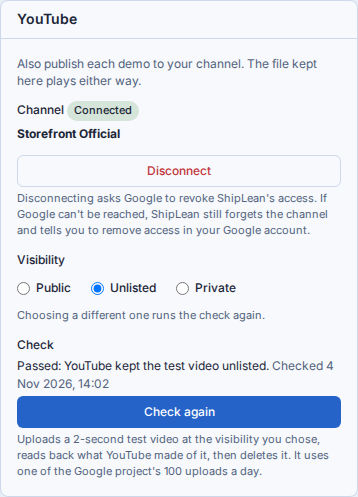 YouTube
Also publish each demo to your channel. The file kept
here plays either way.
Channel Connected
Storefront Official
Disconnect
Disconnecting asks Google to revoke ShipLean's access. If
Google can't be reached, ShipLean still forgets the channel
and tells you to remove access in your Google account.
Visibility
Public Unlisted Private
Choosing a different one runs the check again.
Check
Passed: YouTube kept the test video unlisted. Checked 4
Nov 2026, 14:02
Check again
Uploads a 2-second test video at the visibility you chose,
reads back what YouTube made of it, then deletes it. It uses
one of the Google project's 100 uploads a day.